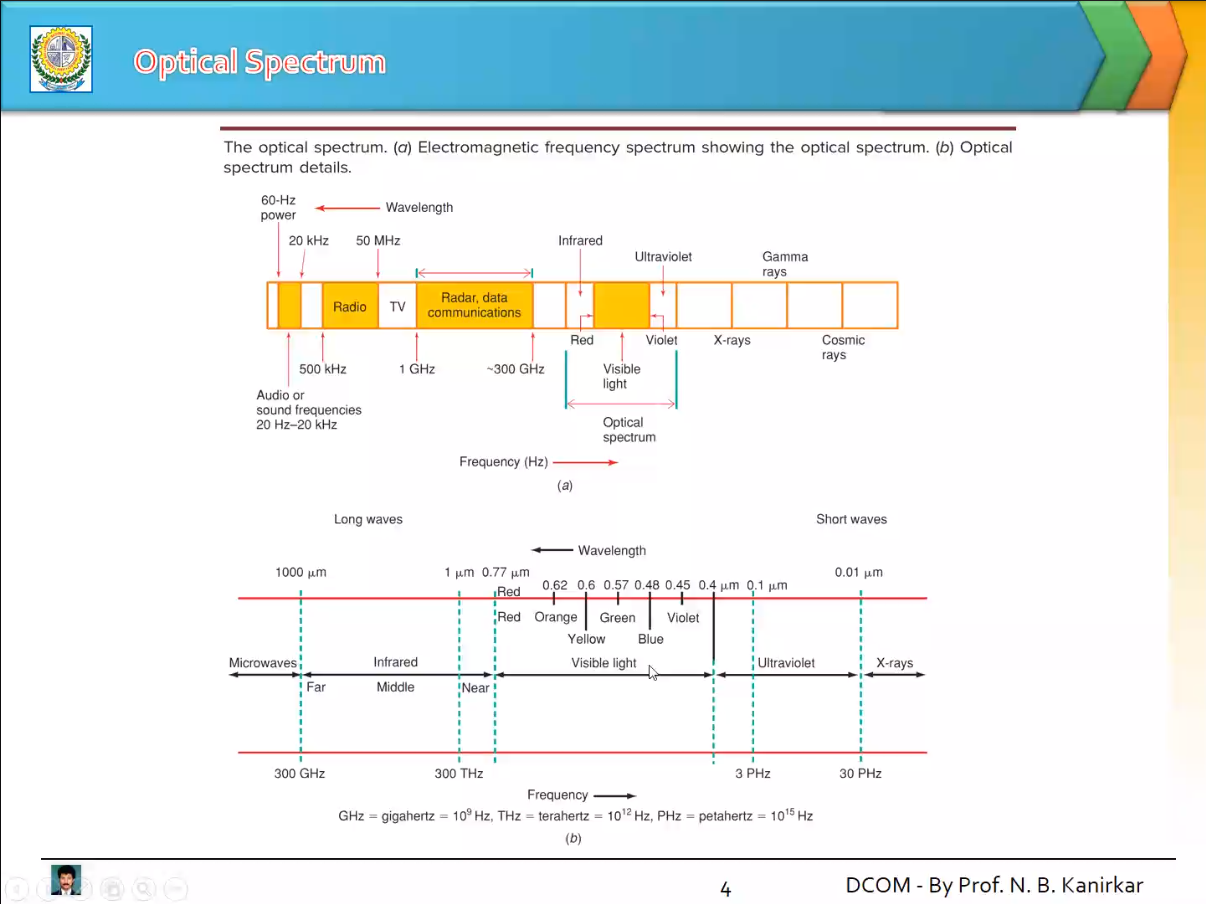 Optical Spectrum
The optical spectrum. (a) Electromagnetic frequency spectrum showing the optical spectrum. (b) Optical
spectrum details.
60-Hz
power
Wavelength
20 kHz
50 MHz
Infrared
Ultraviolet
Gamma
rays
Radio
TV
Radar, data
communications
Red
Violet
X-rays
Cosmic
rays
500 kHz
1 GHz
~300 GHz
Visible
light
Audio or
sound frequencies
20 Hz–20 kHz
Optical
spectrum
Frequency (Hz)
(a)
Long waves
Short waves
Wavelength
1000 μm
1 μm
0.77 μm
0.62
0.6
0.57
0.48
0.45
0.4 μm
0.1 μm
0.01 μm
Red
Red
Orange
Green
Violet
Yellow
Blue
Microwaves
Infrared
Visible light
Ultraviolet
X-rays
Far
Middle
Near
300 GHz
300 THz
3 PHz
30 PHz
Frequency
GHz = gigahertz = 10⁹ Hz, THz = terahertz = 10¹² Hz, PHz = petahertz = 10¹⁵ Hz
(b)
4
DCOM - By Prof. N. B. Kanirkar